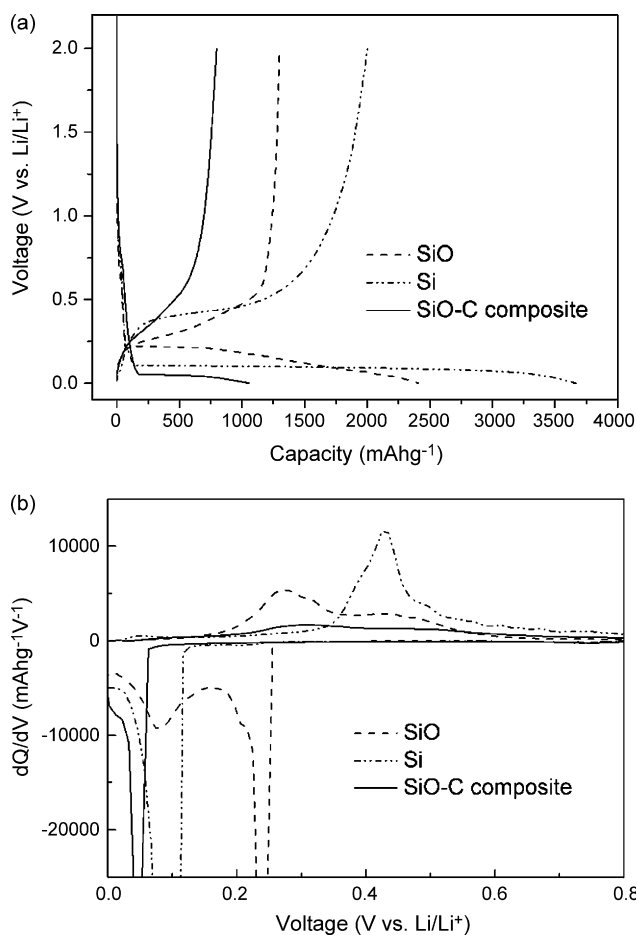 (a)
2.0
1.5
1.0
0.5
0.0
Voltage (V vs. Li/Li⁺)
SiO
Si
SiO-C composite
0 500 1000 1500 2000 2500 3000 3500 4000
Capacity (mAhg⁻¹)
(b)
10000
0
-10000
-20000
dQ/dV (mAhg⁻¹V⁻¹)
SiO
Si
SiO-C composite
0.0 0.2 0.4 0.6 0.8
Voltage (V vs. Li/Li⁺)